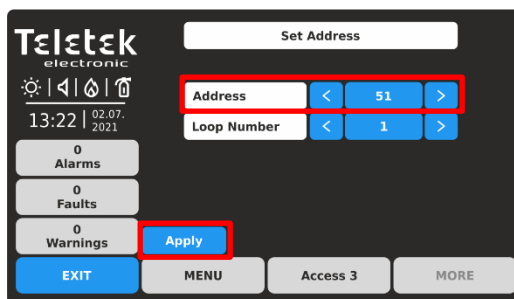 Teletek
electronic
13:22 02.07.
2021
0
Alarms
0
Faults
0
Warnings
EXIT
Set Address
Address < 51 >
Loop Number < 1 >
Apply
MENU
Access 3
MORE